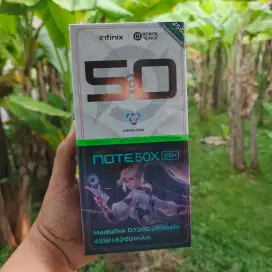 infinix
50
NOTE 50X 5G+
MediaTek D7300 Ultimate
45W+5200mAh